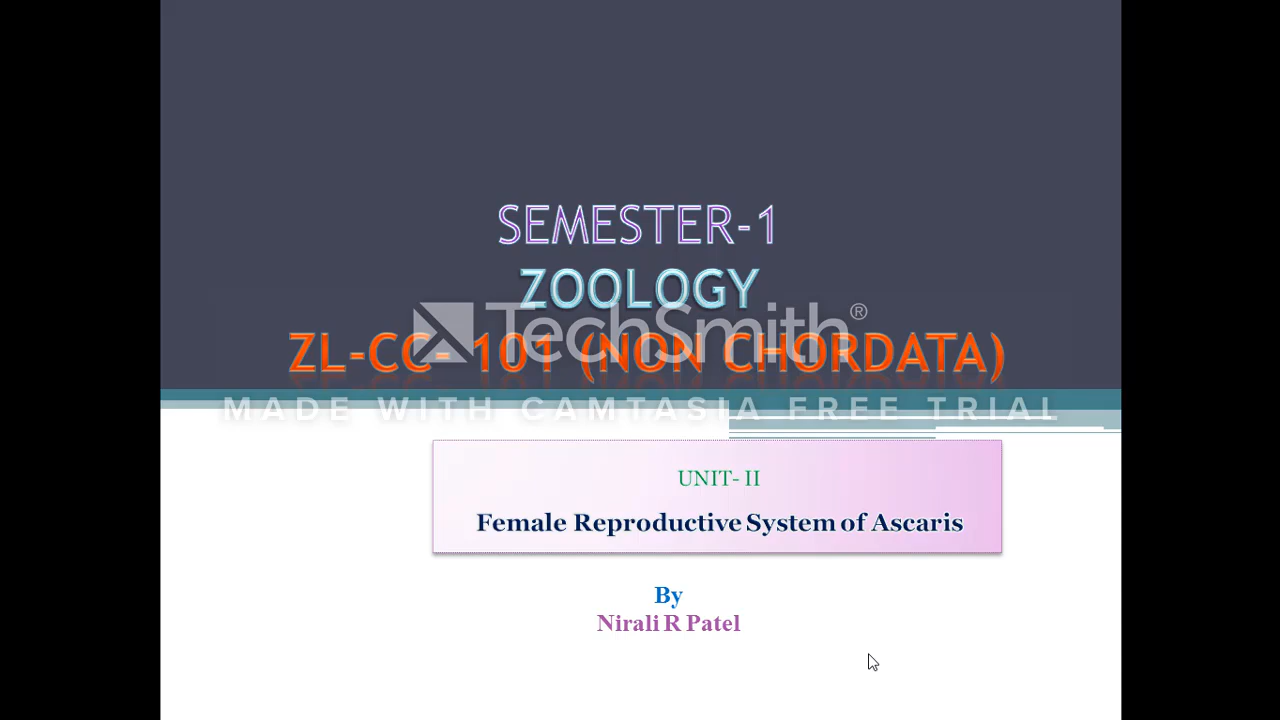 SEMESTER-1
ZOOLOGY
TechSmith®
ZL-CC- 101 (NON CHORDATA)
MADE WITH CAMTASIA FREE TRIAL
UNIT- II
Female Reproductive System of Ascaris
By
Nirali R Patel